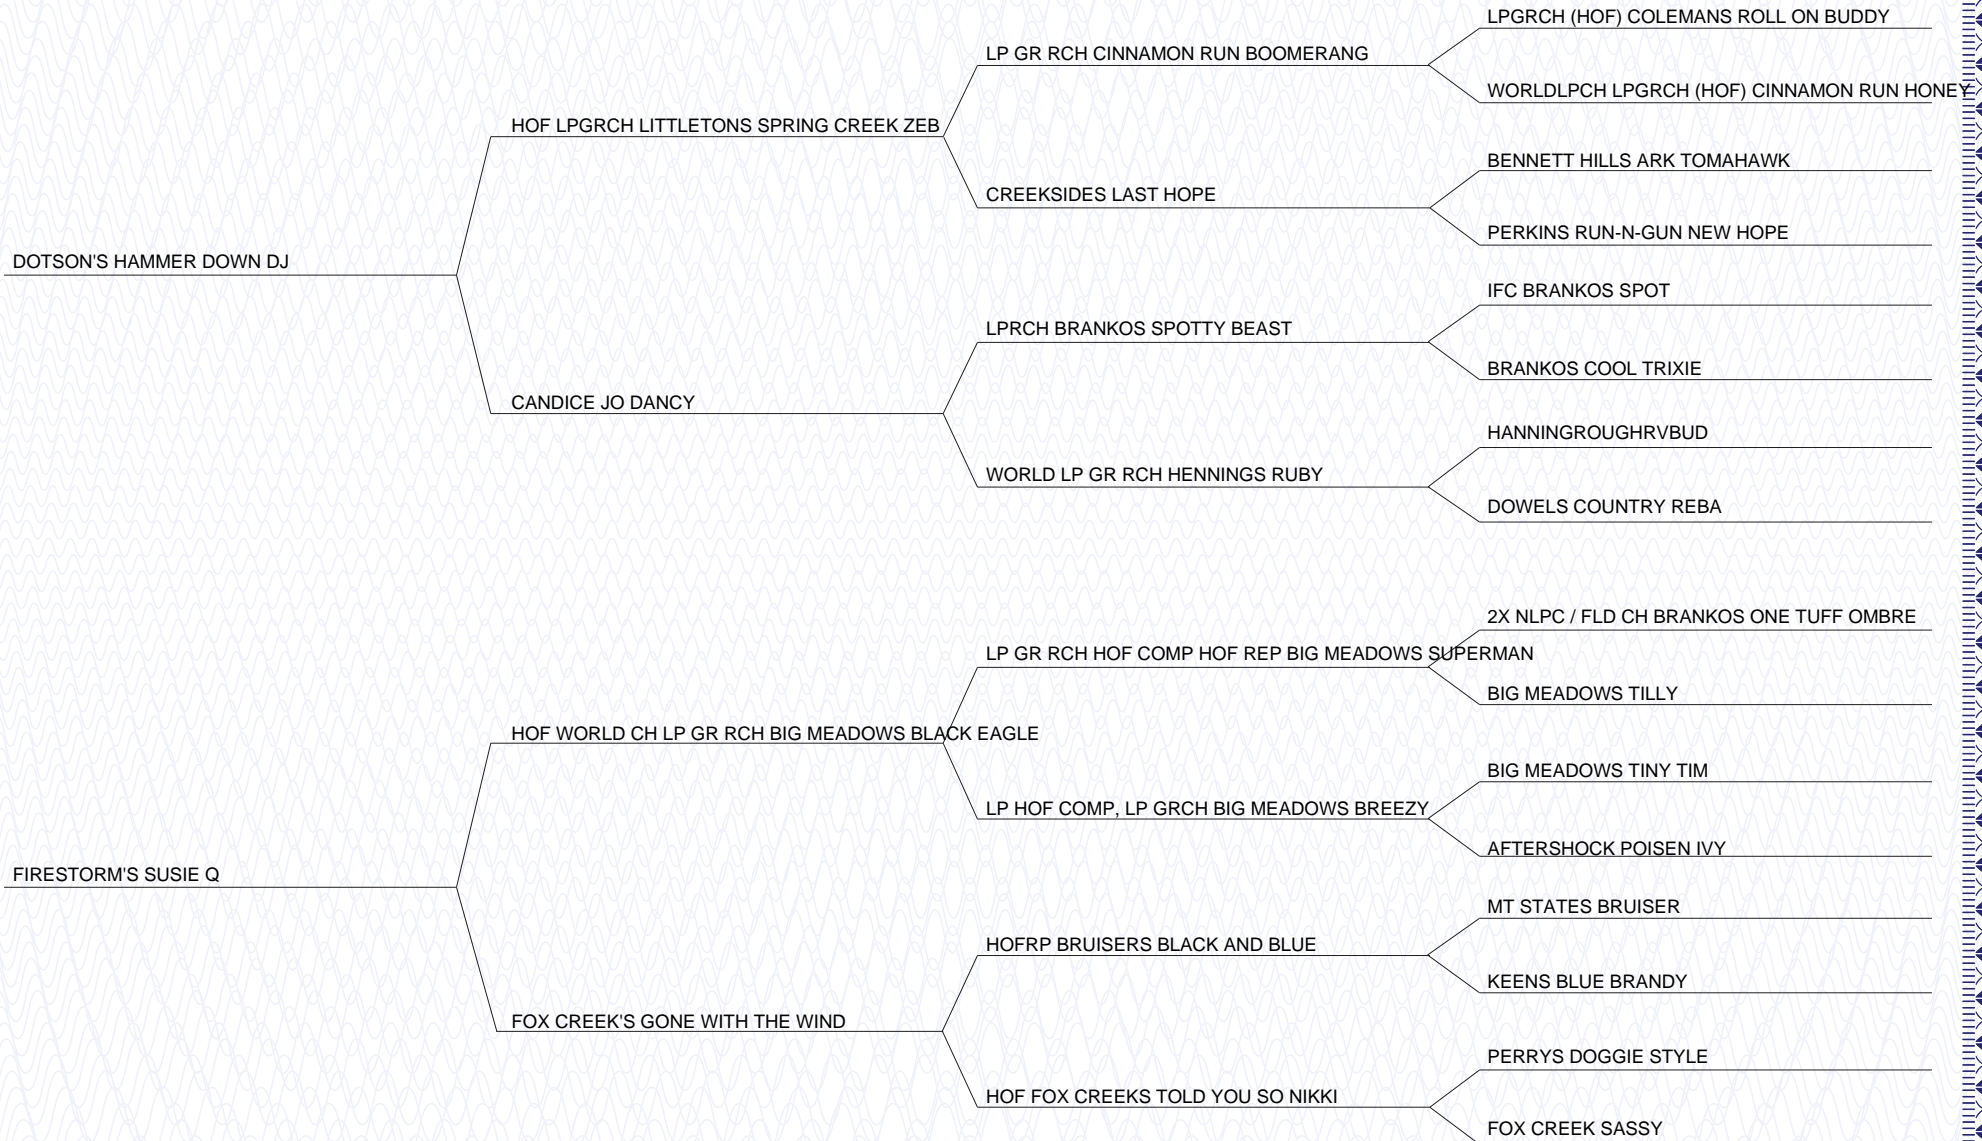 LPGRCH (HOF) COLEMANS ROLL ON BUDDY
LP GR RCH CINNAMON RUN BOOMERANG
WORLDLPCH LPGRCH (HOF) CINNAMON RUN HONEY
HOF LPGRCH LITTLETONS SPRING CREEK ZEB
BENNETT HILLS ARK TOMAHAWK
CREEKSIDES LAST HOPE
PERKINS RUN-N-GUN NEW HOPE
DOTSON'S HAMMER DOWN DJ
IFC BRANKOS SPOT
LPRCH BRANKOS SPOTTY BEAST
BRANKOS COOL TRIXIE
CANDICE JO DANCY
HANNINGROUGHRVBUD
WORLD LP GR RCH HENNINGS RUBY
DOWELS COUNTRY REBA
2X NLPC / FLD CH BRANKOS ONE TUFF OMBRE
LP GR RCH HOF COMP HOF REP BIG MEADOWS SUPERMAN
BIG MEADOWS TILLY
HOF WORLD CH LP GR RCH BIG MEADOWS BLACK EAGLE
BIG MEADOWS TINY TIM
LP HOF COMP, LP GRCH BIG MEADOWS BREEZY
AFTERSHOCK POISEN IVY
FIRESTORM'S SUSIE Q
MT STATES BRUISER
HOFRP BRUISERS BLACK AND BLUE
KEENS BLUE BRANDY
FOX CREEK'S GONE WITH THE WIND
PERRYS DOGGIE STYLE
HOF FOX CREEKS TOLD YOU SO NIKKI
FOX CREEK SASSY